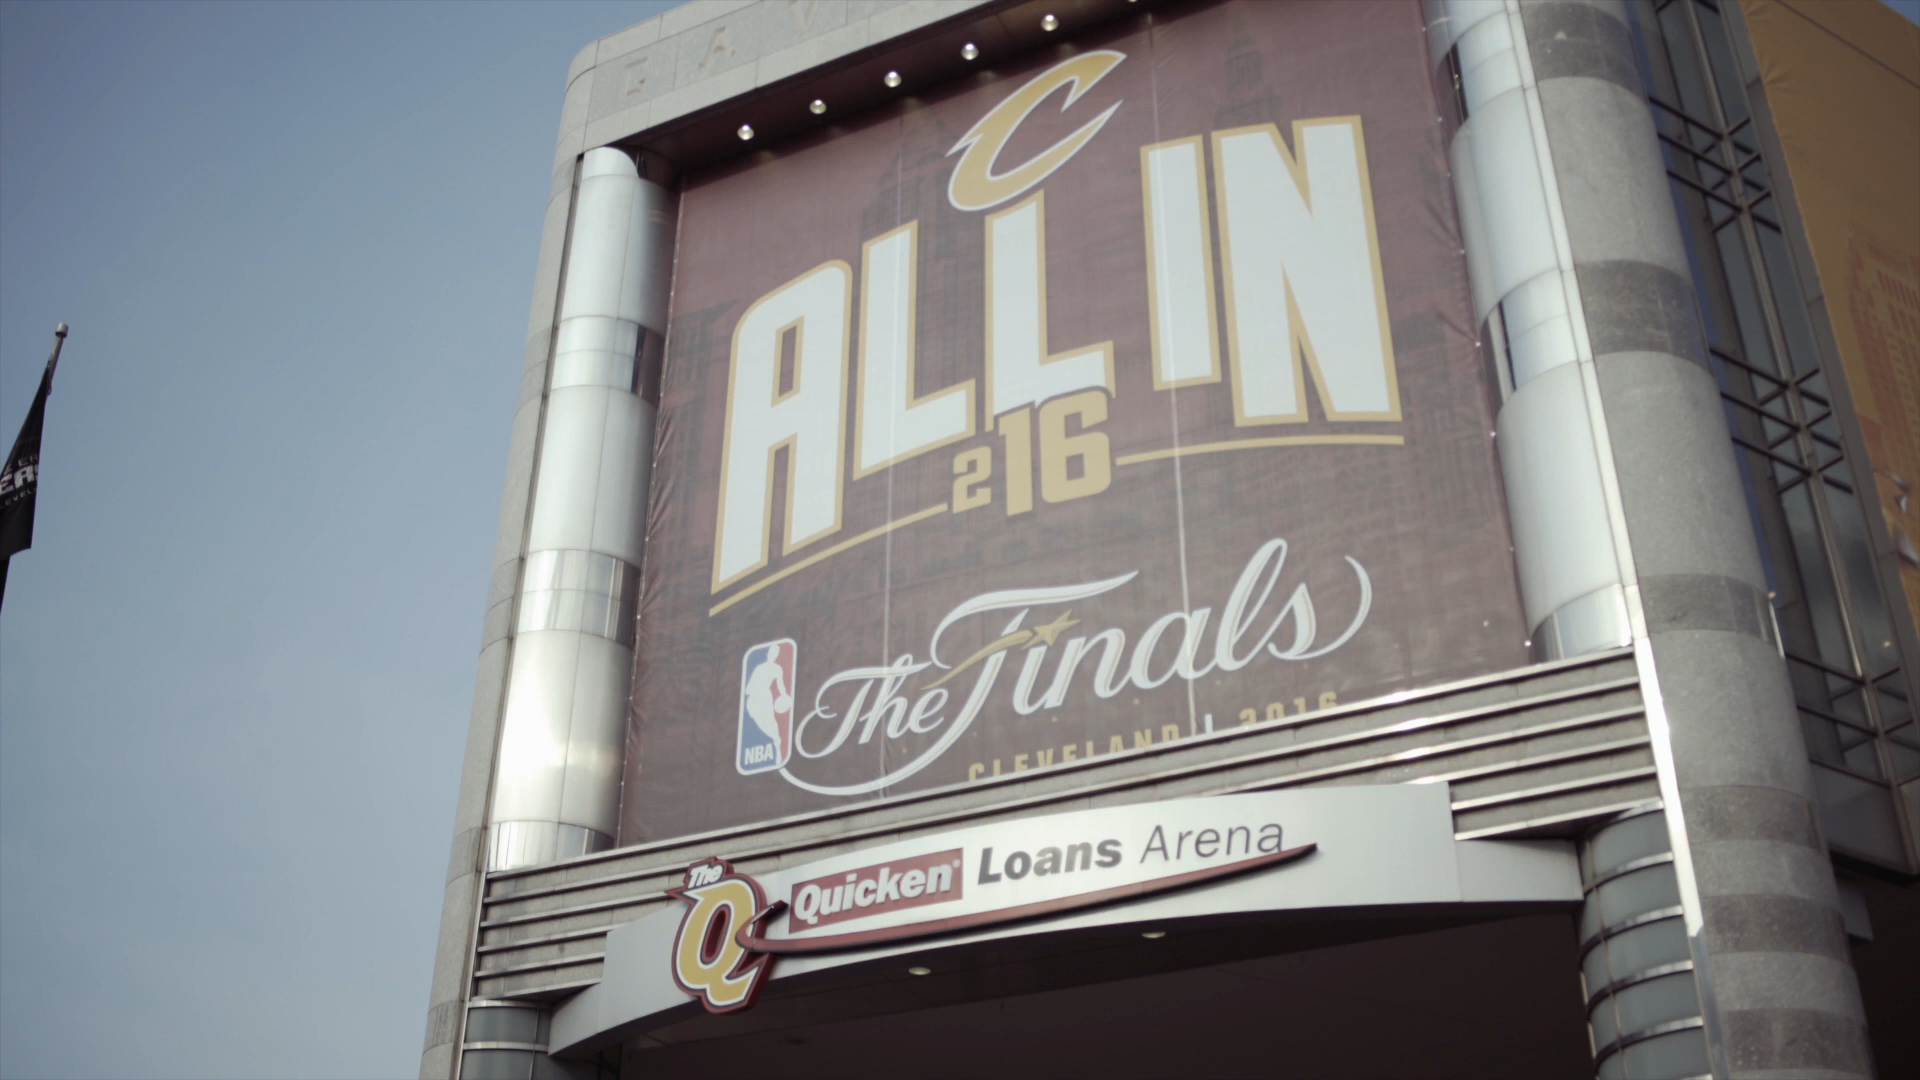 C
ALL IN
216
NBA
The Finals
CLEVELAND | 2016
The Q
Quicken Loans Arena